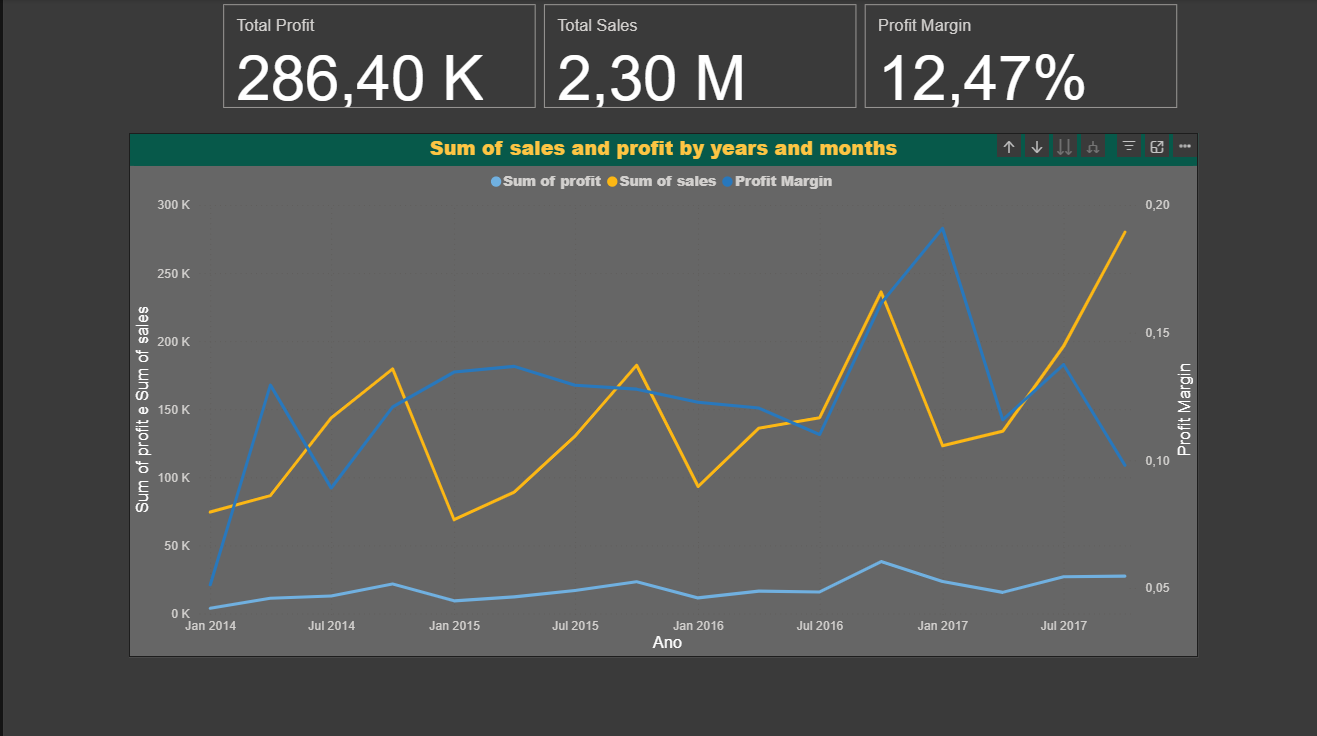 Total Profit
286,40 K
Total Sales
2,30 M
Profit Margin
12,47%
Sum of sales and profit by years and months
Sum of profit Sum of sales Profit Margin
300 K
250 K
200 K
150 K
100 K
50 K
0 K
Sum of profit e Sum of sales
0,20
0,15
0,10
0,05
Profit Margin
Jan 2014 Jul 2014 Jan 2015 Jul 2015 Jan 2016 Jul 2016 Jan 2017 Jul 2017
Ano